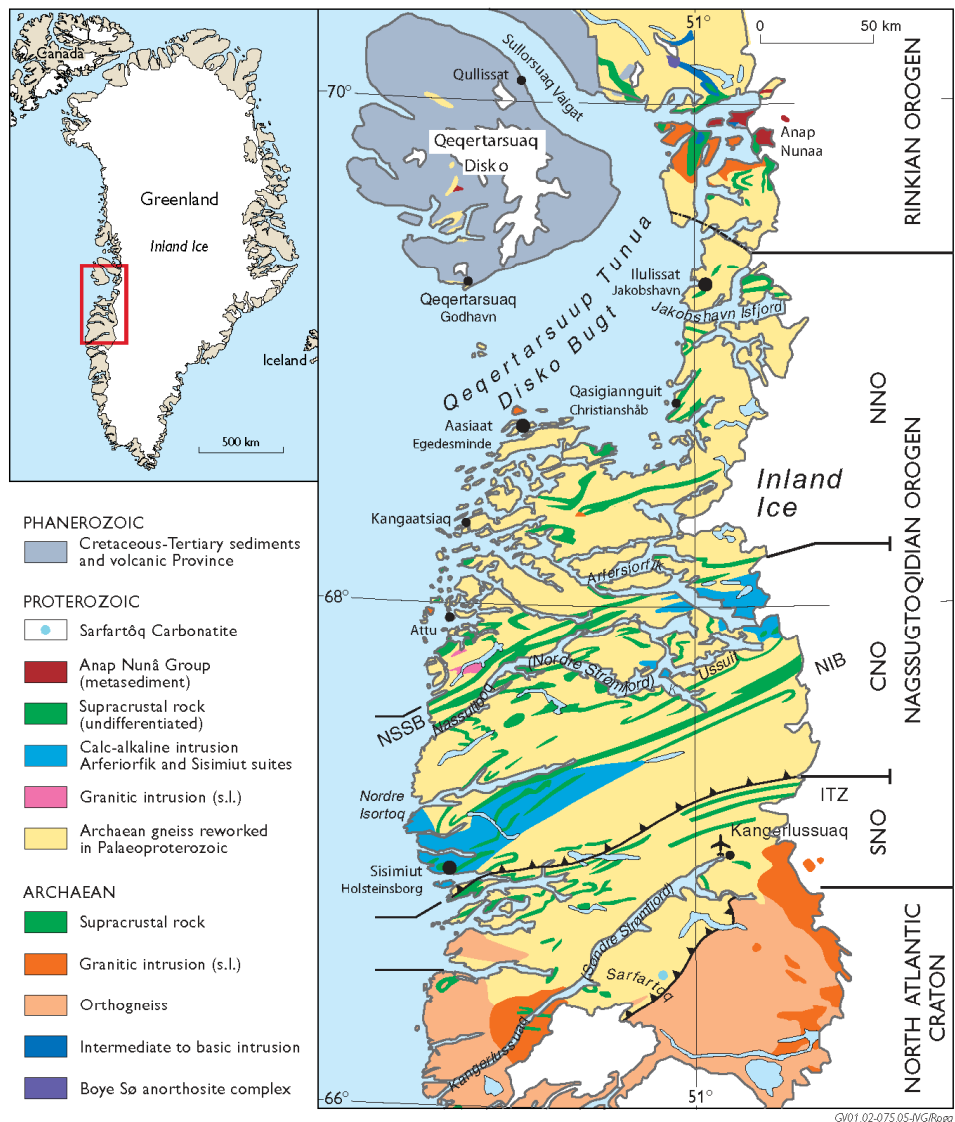 Canada
Greenland
Inland Ice
Iceland
500 km
PHANEROZOIC
Cretaceous-Tertiary sediments
and volcanic Province
PROTEROZOIC
Sarfartôq Carbonatite
Anap Nunâ Group
(metasediment)
Supracrustal rock
(undifferentiated)
Calc-alkaline intrusion
Arferiorfik and Sisimiut suites
Granitic intrusion (s.l.)
Archaean gneiss reworked
in Palaeoproterozoic
ARCHAEAN
Supracrustal rock
Granitic intrusion (s.l.)
Orthogneiss
Intermediate to basic intrusion
Boye Sø anorthosite complex
51°
0
50 km
70°
Sullorsuaq Vaigat
Qullissat
Qeqertarsuaq
Disko
Anap
Nunaa
Qeqertarsuaq
Godhavn
Qeqertarsuup Tunua
Disko Bugt
Ilulissat
Jakobshavn
Jakobshavn Isfjord
Qasigiannguit
Christianshåb
Aasiaat
Egedesminde
Inland
Ice
Kangaatsiaq
Arfersiorfik
68°
Attu
(Nordre Strømfjord)
Ussuit
NIB
NSSB
Nassuttooq
Nordre
Isortoq
ITZ
Kangerlussuaq
Sisimiut
Holsteinsborg
(Søndre Strømfjord)
Sarfartoq
Kangerlussuaq
66°
51°
RINKIAN OROGEN
NNO
NASSUGTOQIDIAN OROGEN
CNO
SNO
NORTH ATLANTIC
CRATON
GV01.02-075.05-IVG/Rosa